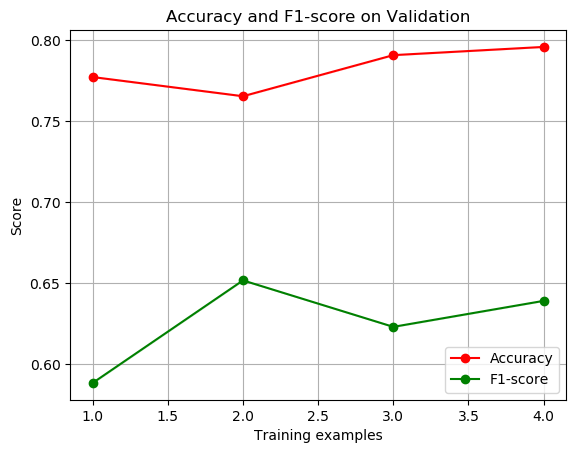 Accuracy and F1-score on Validation
0.80
0.75
0.70
0.65
0.60
Score
1.0 1.5 2.0 2.5 3.0 3.5 4.0
Training examples
Accuracy
F1-score